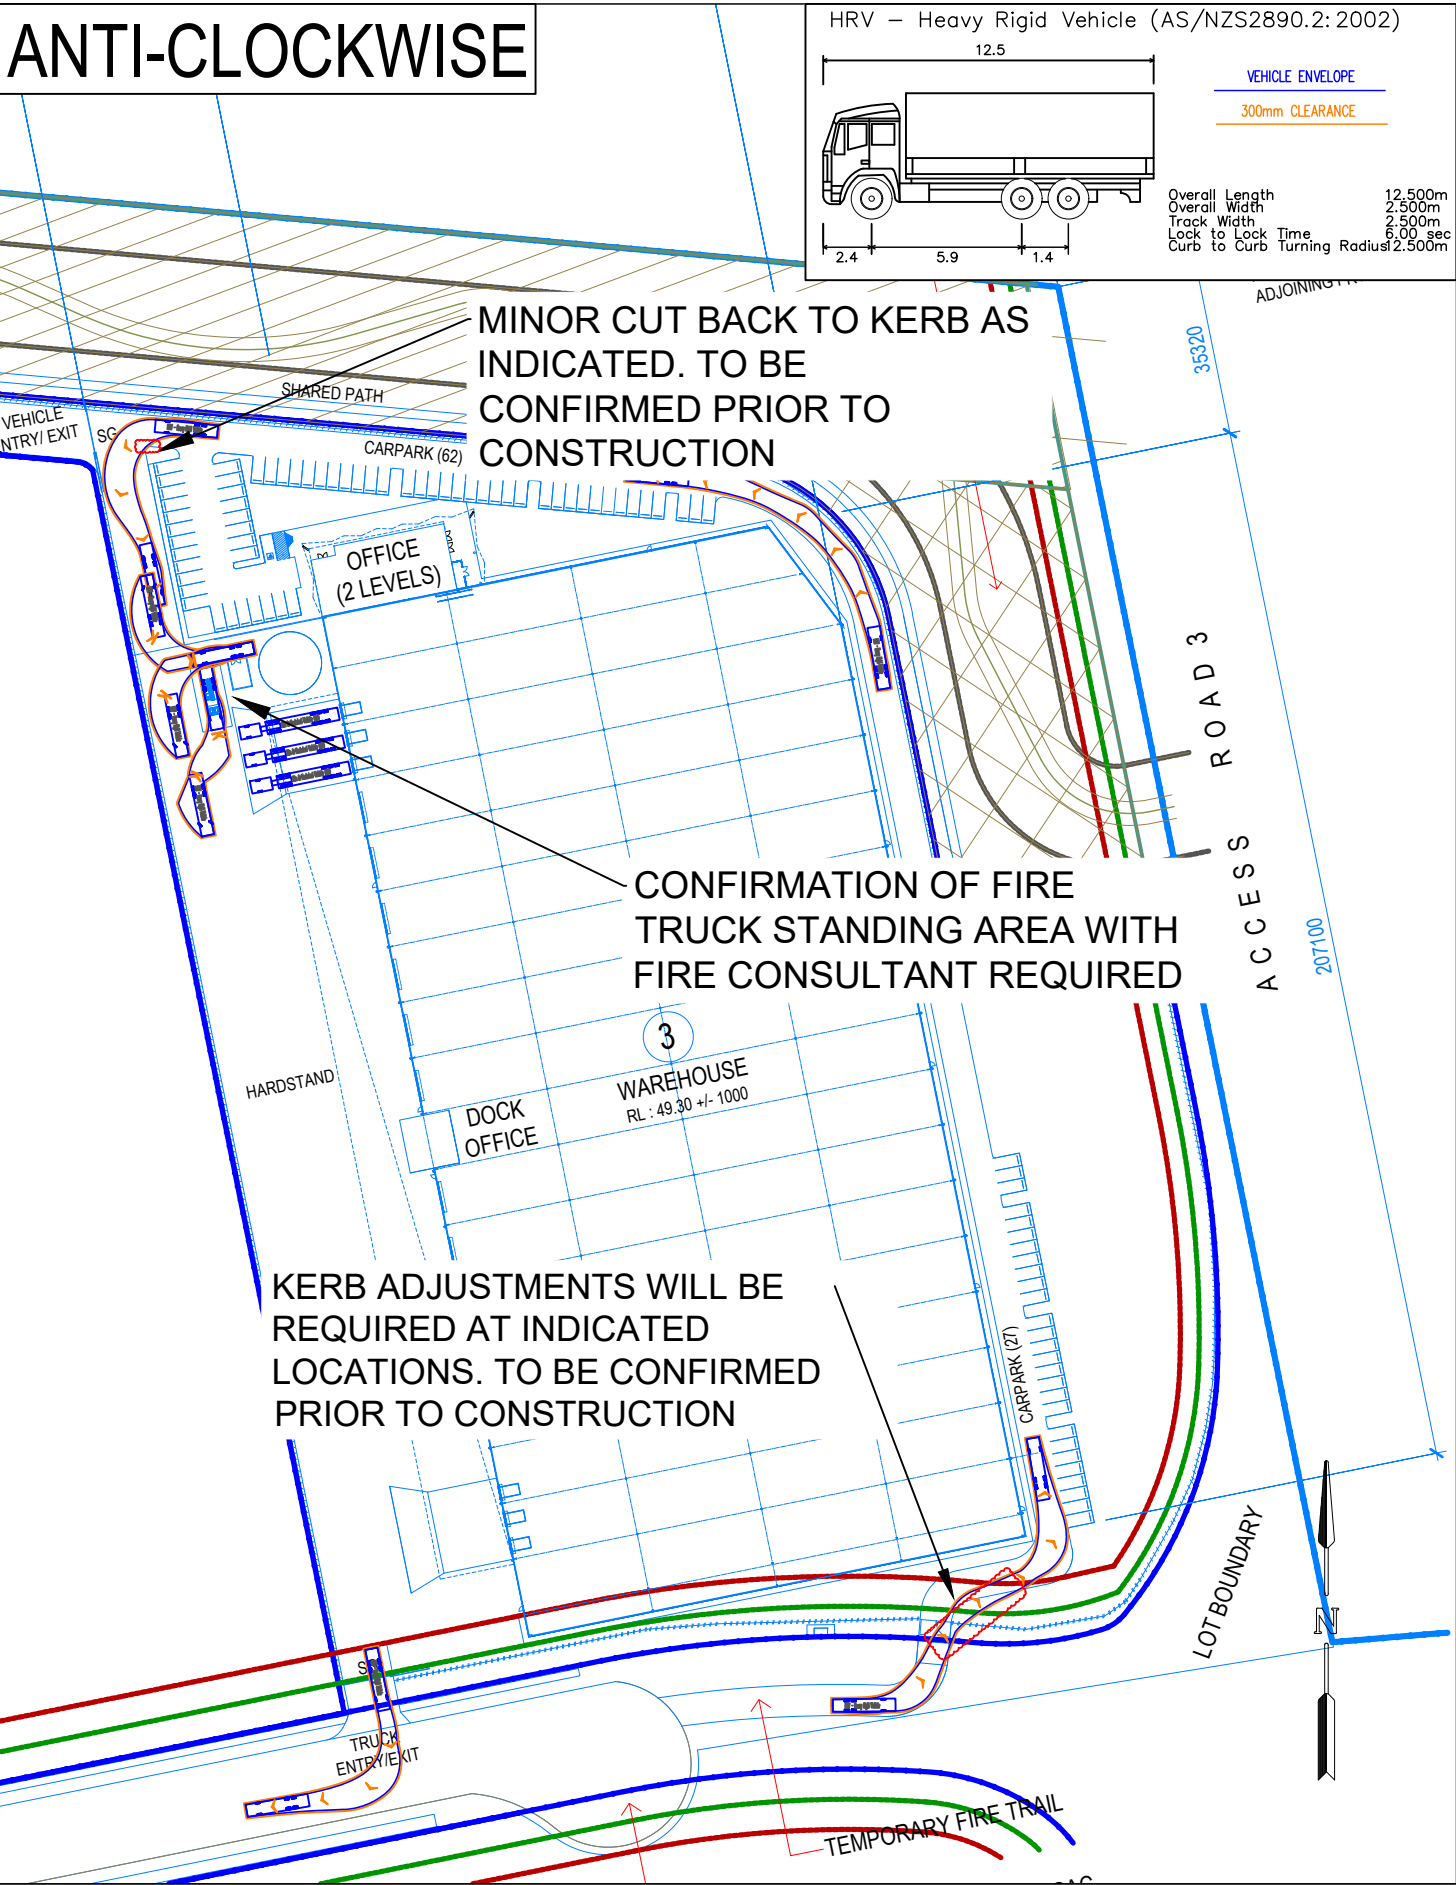 ANTI-CLOCKWISE
HRV – Heavy Rigid Vehicle (AS/NZS2890.2:2002)
12.5
VEHICLE ENVELOPE
300mm CLEARANCE
Overall Length 12.500m
Overall Width 2.500m
Track Width 2.500m
Lock to Lock Time 6.00 sec
Curb to Curb Turning Radius 12.500m
2.4 5.9 1.4
ADJOINING
35320
MINOR CUT BACK TO KERB AS
INDICATED. TO BE
CONFIRMED PRIOR TO
CONSTRUCTION
SHARED PATH
VEHICLE
NTRY/ EXIT
SG
CARPARK (62)
OFFICE
(2 LEVELS)
ACCESS ROAD 3
207100
CONFIRMATION OF FIRE
TRUCK STANDING AREA WITH
FIRE CONSULTANT REQUIRED
3
WAREHOUSE
RL : 49.30 +/- 1000
HARDSTAND
DOCK
OFFICE
KERB ADJUSTMENTS WILL BE
REQUIRED AT INDICATED
LOCATIONS. TO BE CONFIRMED
PRIOR TO CONSTRUCTION
CARPARK (27)
LOT BOUNDARY
N
TRUCK
ENTRY/EXIT
TEMPORARY FIRE TRAIL